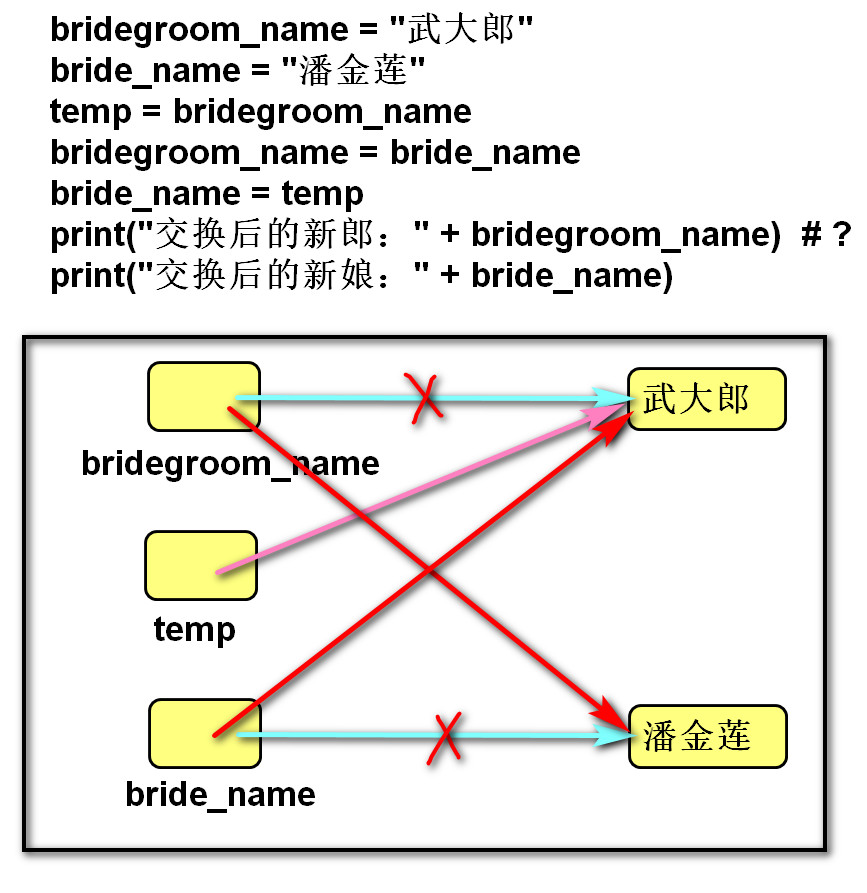 bridegroom_name = "武大郎"
bride_name = "潘金莲"
temp = bridegroom_name
bridegroom_name = bride_name
bride_name = temp
print("交换后的新郎：" + bridegroom_name)  # ?
print("交换后的新娘：" + bride_name)
武大郎
bridegroom_name
temp
潘金莲
bride_name